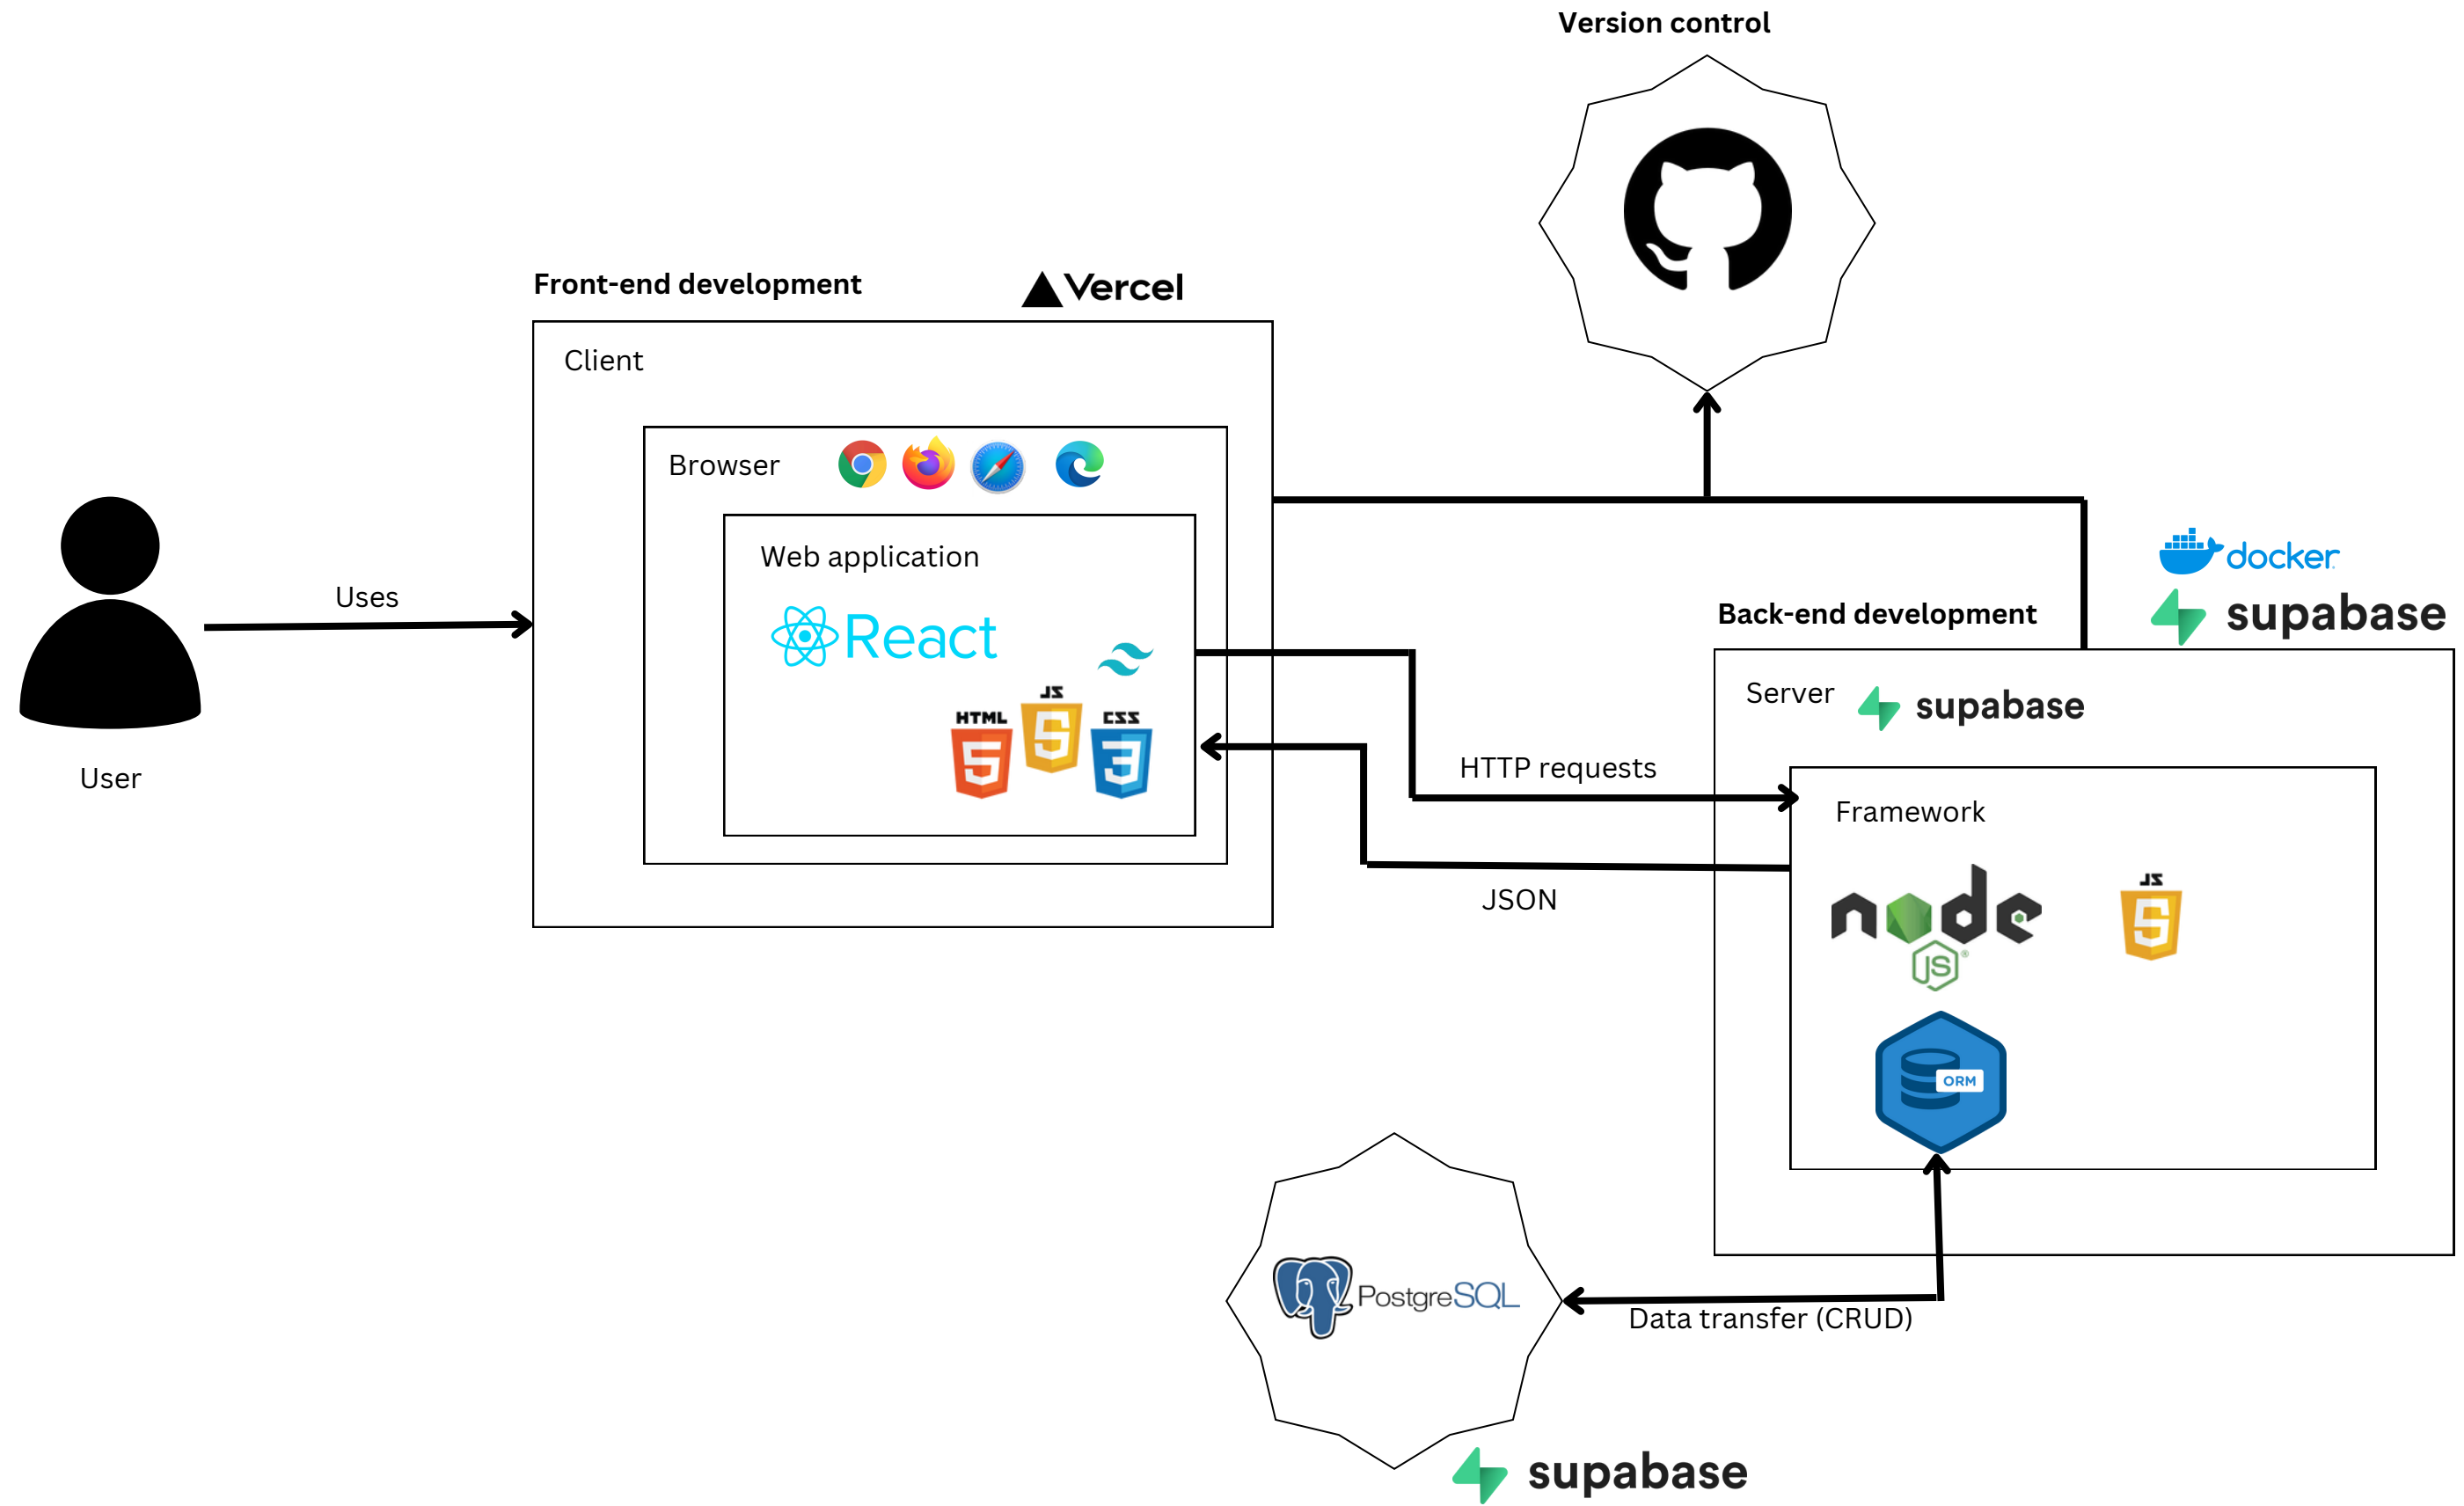 Version control
Front-end development
Vercel
Client
Browser
Web application
React
HTML
JS
CSS
Uses
User
docker
supabase
Back-end development
Server
supabase
HTTP requests
JSON
Framework
node
JS
JS
ORM
PostgreSQL
Data transfer (CRUD)
supabase